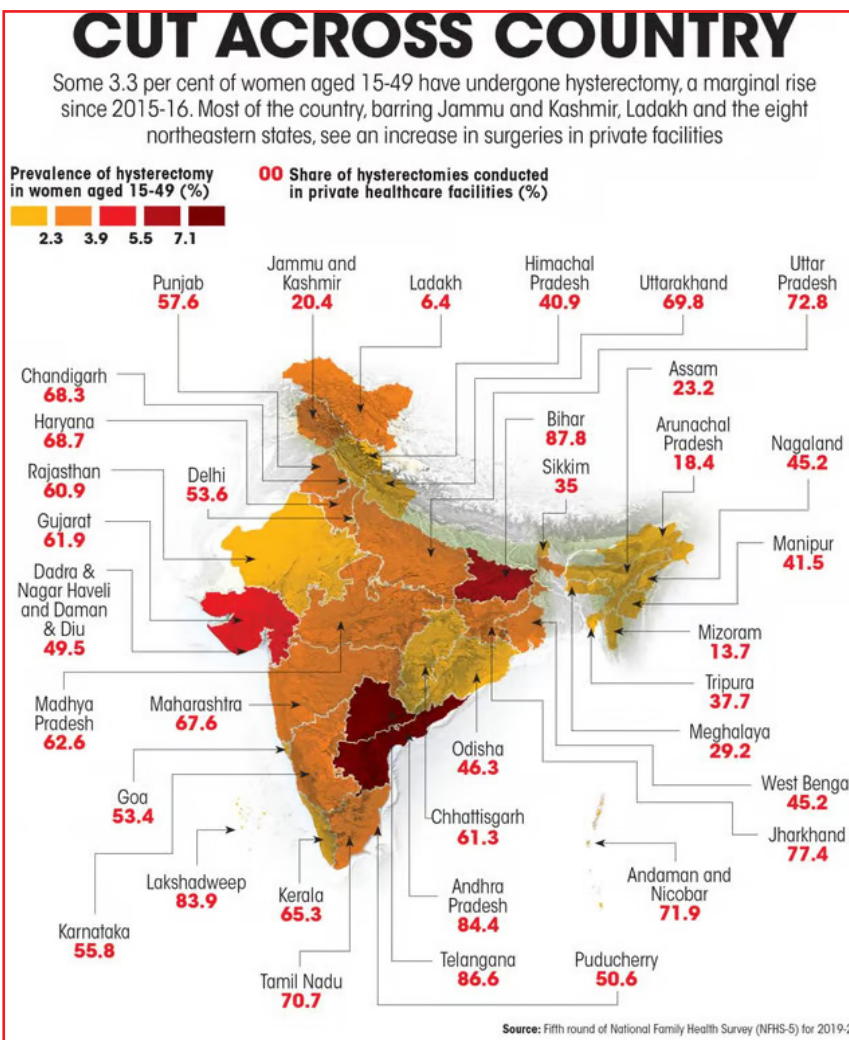 CUT ACROSS COUNTRY
Some 3.3 per cent of women aged 15-49 have undergone hysterectomy, a marginal rise
since 2015-16. Most of the country, barring Jammu and Kashmir, Ladakh and the eight
northeastern states, see an increase in surgeries in private facilities
Prevalence of hysterectomy
in women aged 15-49 (%)
2.3 3.9 5.5 7.1
00 Share of hysterectomies conducted
in private healthcare facilities (%)
Punjab
57.6
Jammu and
Kashmir
20.4
Ladakh
6.4
Himachal
Pradesh
40.9
Uttarakhand
69.8
Uttar
Pradesh
72.8
Chandigarh
68.3
Haryana
68.7
Rajasthan
60.9
Delhi
53.6
Gujarat
61.9
Dadra &
Nagar Haveli
and Daman
& Diu
49.5
Bihar
87.8
Sikkim
35
Assam
23.2
Arunachal
Pradesh
18.4
Nagaland
45.2
Manipur
41.5
Mizoram
13.7
Tripura
37.7
Meghalaya
29.2
West Benga
45.2
Jharkhand
77.4
Madhya
Pradesh
62.6
Maharashtra
67.6
Goa
53.4
Odisha
46.3
Chhattisgarh
61.3
Lakshadweep
83.9
Kerala
65.3
Andhra
Pradesh
84.4
Andaman and
Nicobar
71.9
Karnataka
55.8
Tamil Nadu
70.7
Telangana
86.6
Puducherry
50.6
Source: Fifth round of National Family Health Survey (NFHS-5) for 2019-2